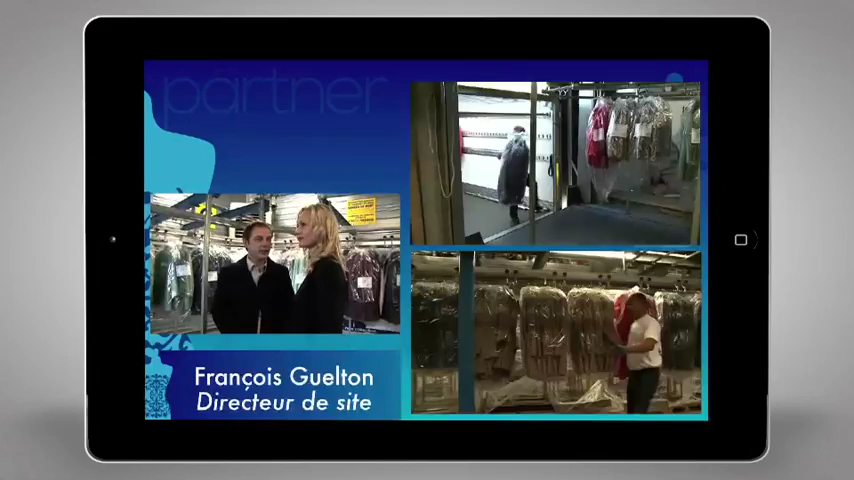 partner
François Guelton
Directeur de site